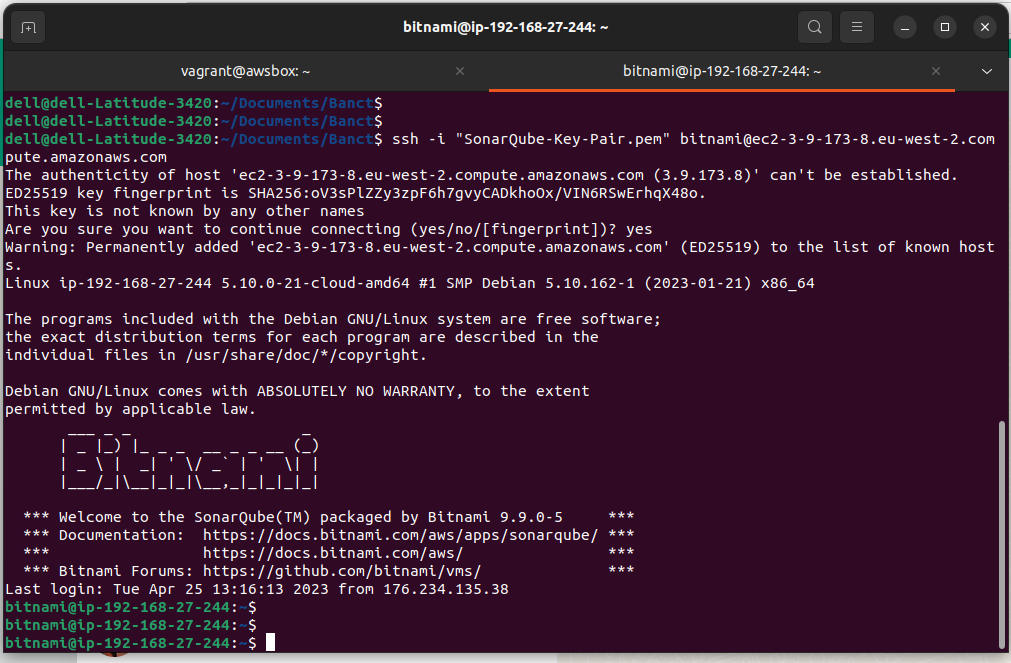 bitnami@ip-192-168-27-244: ~
vagrant@awsbox: ~
bitnami@ip-192-168-27-244: ~
dell@dell-Latitude-3420:~/Documents/Banct$
dell@dell-Latitude-3420:~/Documents/Banct$
dell@dell-Latitude-3420:~/Documents/Banct$ ssh -i "SonarQube-Key-Pair.pem" bitnami@ec2-3-9-173-8.eu-west-2.com
pute.amazonaws.com
The authenticity of host 'ec2-3-9-173-8.eu-west-2.compute.amazonaws.com (3.9.173.8)' can't be established.
ED25519 key fingerprint is SHA256:oV3sPlZZy3zpF6h7gvyCADkhoOx/VIN6RSwErhqX48o.
This key is not known by any other names
Are you sure you want to continue connecting (yes/no/[fingerprint])? yes
Warning: Permanently added 'ec2-3-9-173-8.eu-west-2.compute.amazonaws.com' (ED25519) to the list of known host
s.
Linux ip-192-168-27-244 5.10.0-21-cloud-amd64 #1 SMP Debian 5.10.162-1 (2023-01-21) x86_64
The programs included with the Debian GNU/Linux system are free software;
the exact distribution terms for each program are described in the
individual files in /usr/share/doc/*/copyright.
Debian GNU/Linux comes with ABSOLUTELY NO WARRANTY, to the extent
permitted by applicable law.
Bitnami
*** Welcome to the SonarQube(TM) packaged by Bitnami 9.9.0-5 ***
*** Documentation: https://docs.bitnami.com/aws/apps/sonarqube/ ***
*** https://docs.bitnami.com/aws/ ***
*** Bitnami Forums: https://github.com/bitnami/vms/ ***
Last login: Tue Apr 25 13:16:13 2023 from 176.234.135.38
bitnami@ip-192-168-27-244:~$
bitnami@ip-192-168-27-244:~$
bitnami@ip-192-168-27-244:~$